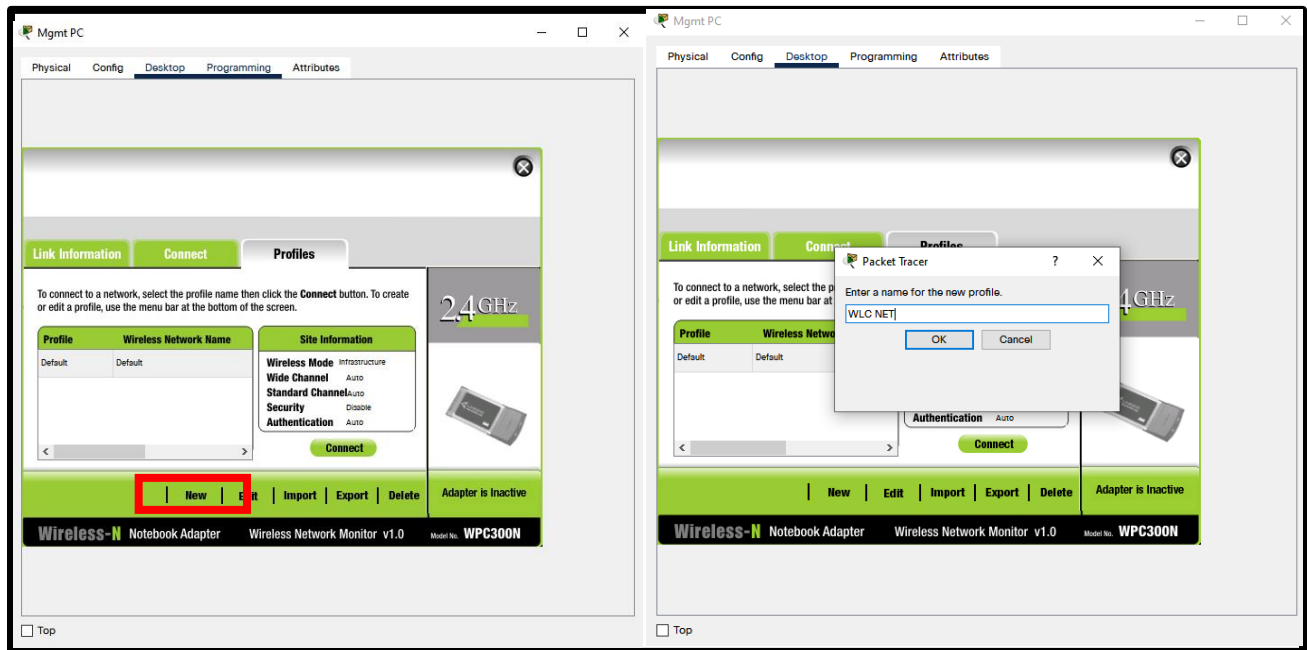 Mgmt PC
Physical Config Desktop Programming Attributes
Link Information Connect Profiles
To connect to a network, select the profile name then click the Connect button. To create
or edit a profile, use the menu bar at the bottom of the screen.
2.4GHz
Profile Wireless Network Name
Default Default
Site Information
Wireless Mode Infrastructure
Wide Channel Auto
Standard Channel Auto
Security Disable
Authentication Auto
Connect
New Edit Import Export Delete
Adapter is Inactive
Wireless-N Notebook Adapter Wireless Network Monitor v1.0 Model No. WPC300N
Top
Mgmt PC
Physical Config Desktop Programming Attributes
Link Information Connect Profiles
Packet Tracer
Enter a name for the new profile.
WLC NET
OK Cancel
To connect to a network, select the p
or edit a profile, use the menu bar at
GHz
Profile Wireless Netwo
Default Default
Authentication Auto
Connect
New Edit Import Export Delete
Adapter is Inactive
Wireless-N Notebook Adapter Wireless Network Monitor v1.0 Model No. WPC300N
Top